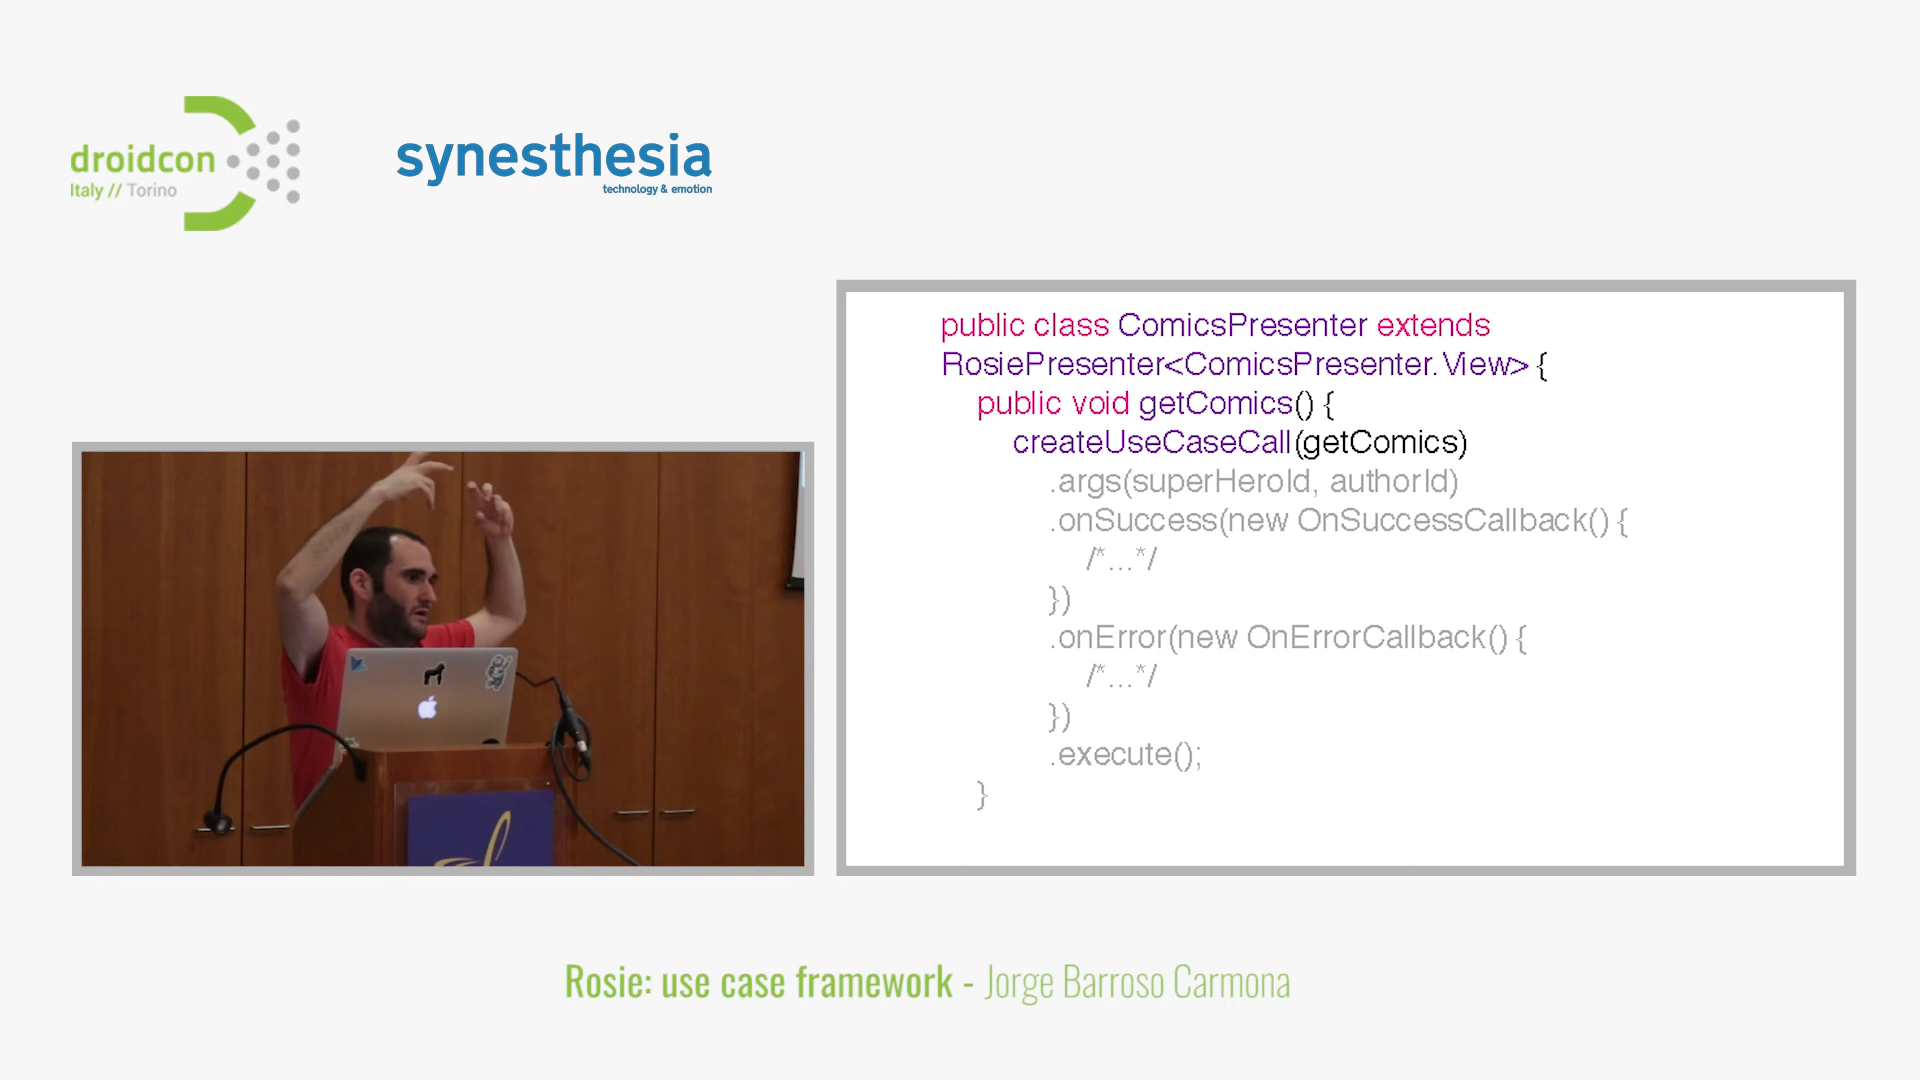 droidcon
Italy // Torino
synesthesia
technology & emotion
public class ComicsPresenter extends
RosiePresenter<ComicsPresenter.View> {
public void getComics() {
createUseCaseCall(getComics)
.args(superHeroId, authorId)
.onSuccess(new OnSuccessCallback() {
/*...*/
})
.onError(new OnErrorCallback() {
/*...*/
})
.execute();
}
Rosie: use case framework - Jorge Barroso Carmona